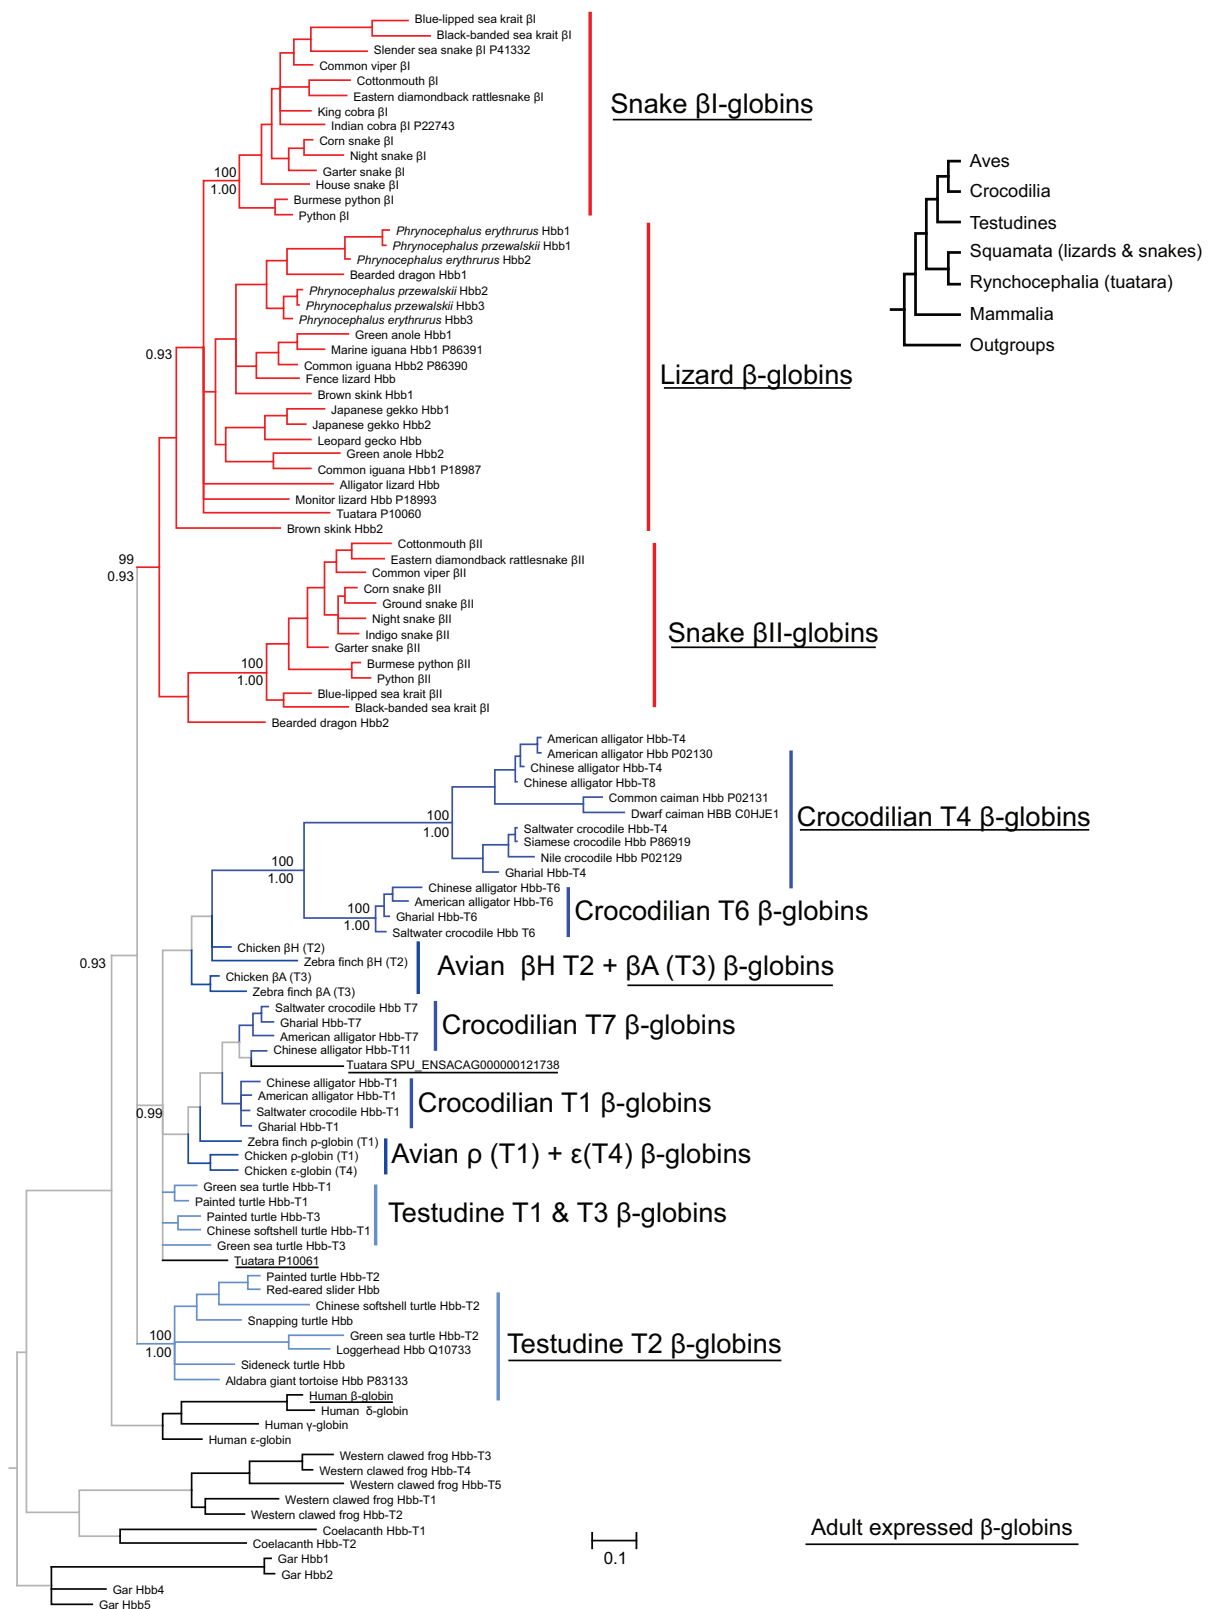 Blue-lipped sea krait βI
Black-banded sea krait βI
Slender sea snake βI P41332
Common viper βI
Cottonmouth βI
Eastern diamondback rattlesnake βI
King cobra βI
Indian cobra βI P22743
Corn snake βI
Night snake βI
Garter snake βI
House snake βI
Burmese python βI
Python βI
100
1.00
Snake βI-globins
Aves
Crocodilia
Testudines
Squamata (lizards & snakes)
Rynchocephalia (tuatara)
Mammalia
Outgroups
Phrynocephalus erythrurus Hbb1
Phrynocephalus przewalskii Hbb1
Phrynocephalus erythrurus Hbb2
Bearded dragon Hbb1
Phrynocephalus przewalskii Hbb2
Phrynocephalus przewalskii Hbb3
Phrynocephalus erythrurus Hbb3
Green anole Hbb1
Marine iguana Hbb1 P86391
Common iguana Hbb2 P86390
Fence lizard Hbb
Brown skink Hbb1
Japanese gekko Hbb1
Japanese gekko Hbb2
Leopard gecko Hbb
Green anole Hbb2
Common iguana Hbb1 P18987
Alligator lizard Hbb
Monitor lizard Hbb P18993
Tuatara P10060
Brown skink Hbb2
0.93
Lizard β-globins
99
0.93
Cottonmouth βII
Eastern diamondback rattlesnake βII
Common viper βII
Corn snake βII
Ground snake βII
Night snake βII
Indigo snake βII
Garter snake βII
Burmese python βII
Python βII
Blue-lipped sea krait βII
Black-banded sea krait βI
Bearded dragon Hbb2
100
1.00
Snake βII-globins
American alligator Hbb-T4
American alligator Hbb P02130
Chinese alligator Hbb-T4
Chinese alligator Hbb-T8
Common caiman Hbb P02131
Dwarf caiman HBB C0HJE1
Saltwater crocodile Hbb-T4
Siamese crocodile Hbb P86919
Nile crocodile Hbb P02129
Gharial Hbb-T4
100
1.00
Crocodilian T4 β-globins
100
1.00
Chinese alligator Hbb-T6
American alligator Hbb-T6
Gharial Hbb-T6
Saltwater crocodile Hbb T6
100
1.00
Crocodilian T6 β-globins
Chicken βH (T2)
Zebra finch βH (T2)
Chicken βA (T3)
Zebra finch βA (T3)
Avian βH T2 + βA (T3) β-globins
0.93
Saltwater crocodile Hbb T7
Gharial Hbb-T7
American alligator Hbb-T7
Chinese alligator Hbb-T11
Crocodilian T7 β-globins
Tuatara SPU_ENSACAG000000121738
Chinese alligator Hbb-T1
American alligator Hbb-T1
Saltwater crocodile Hbb-T1
Gharial Hbb-T1
Crocodilian T1 β-globins
0.99
Zebra finch ρ-globin (T1)
Chicken ρ-globin (T1)
Chicken ε-globin (T4)
Avian ρ (T1) + ε(T4) β-globins
Green sea turtle Hbb-T1
Painted turtle Hbb-T1
Painted turtle Hbb-T3
Chinese softshell turtle Hbb-T1
Green sea turtle Hbb-T3
Testudine T1 & T3 β-globins
Tuatara P10061
Painted turtle Hbb-T2
Red-eared slider Hbb
Chinese softshell turtle Hbb-T2
Snapping turtle Hbb
Green sea turtle Hbb-T2
Loggerhead Hbb Q10733
Sideneck turtle Hbb
Aldabra giant tortoise Hbb P83133
100
1.00
Testudine T2 β-globins
Human β-globin
Human δ-globin
Human γ-globin
Human ε-globin
Western clawed frog Hbb-T3
Western clawed frog Hbb-T4
Western clawed frog Hbb-T5
Western clawed frog Hbb-T1
Western clawed frog Hbb-T2
Coelacanth Hbb-T1
Coelacanth Hbb-T2
Gar Hbb1
Gar Hbb2
Gar Hbb4
Gar Hbb5
0.1
Adult expressed β-globins